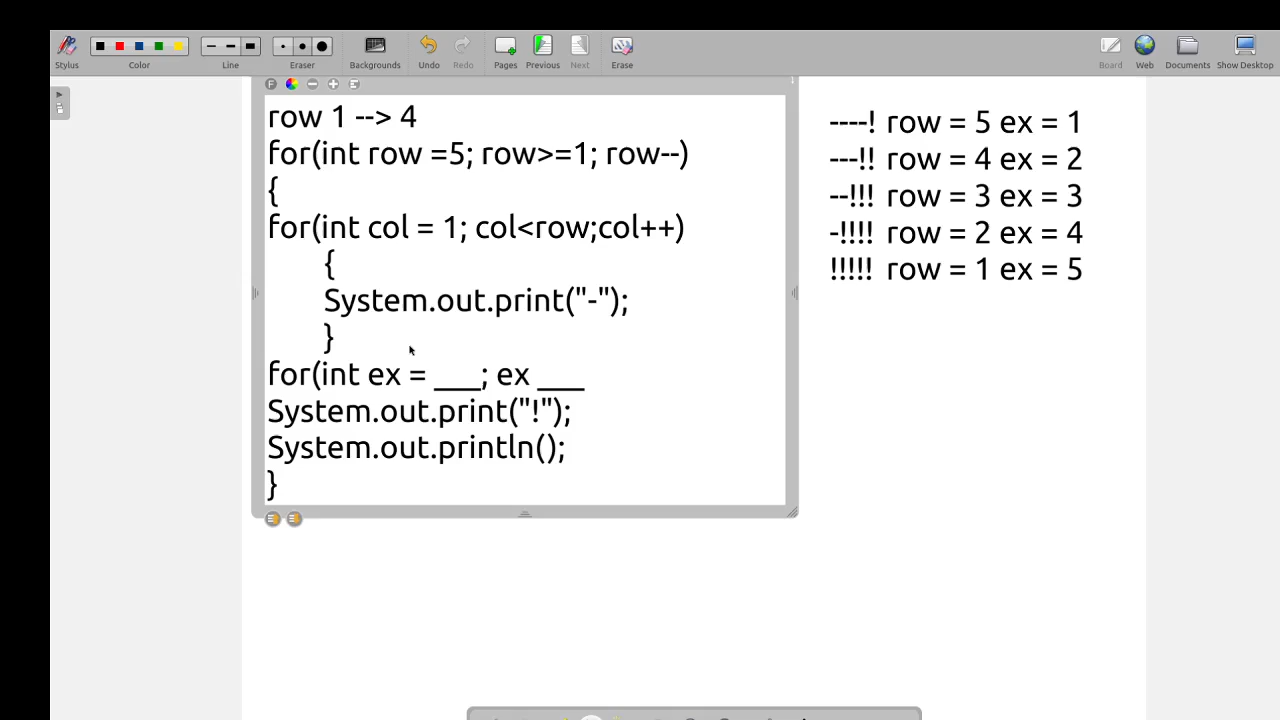 Stylus
Color
Line
Eraser
Backgrounds
Undo
Redo
Pages
Previous
Next
Erase
Board
Web
Documents
Show Desktop
row 1 --> 4
for(int row =5; row>=1; row--)
{
for(int col = 1; col<row;col++)
{
System.out.print("-");
}
for(int ex = ___; ex ___
System.out.print("!");
System.out.println();
}
----! row = 5 ex = 1
---!! row = 4 ex = 2
--!!! row = 3 ex = 3
-!!!! row = 2 ex = 4
!!!!! row = 1 ex = 5